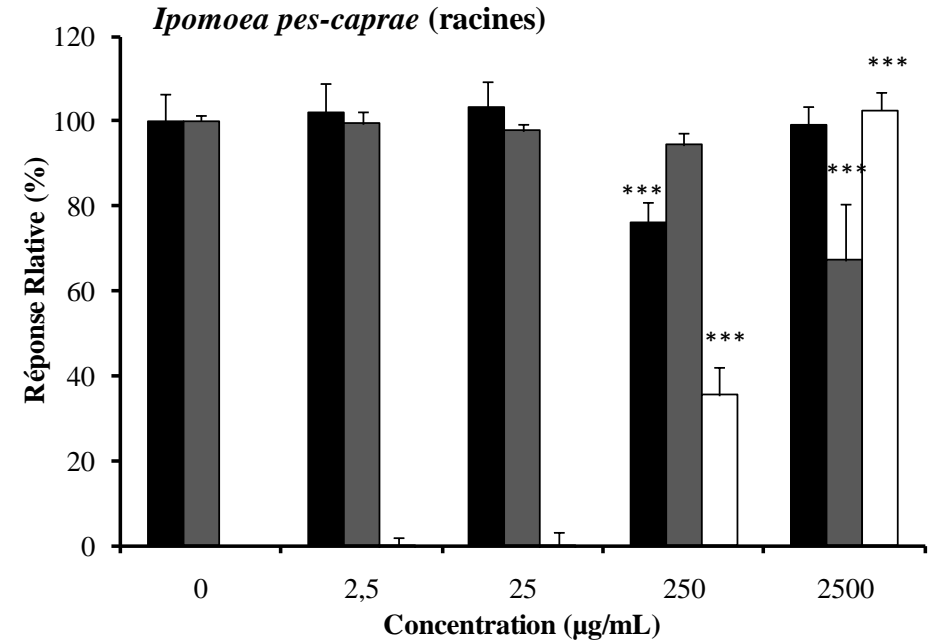 Ipomoea pes-caprae (racines)
Réponse Rlative (%)
120
100
80
60
40
20
0
***
***
***
***
0 2,5 25 250 2500
Concentration (µg/mL)